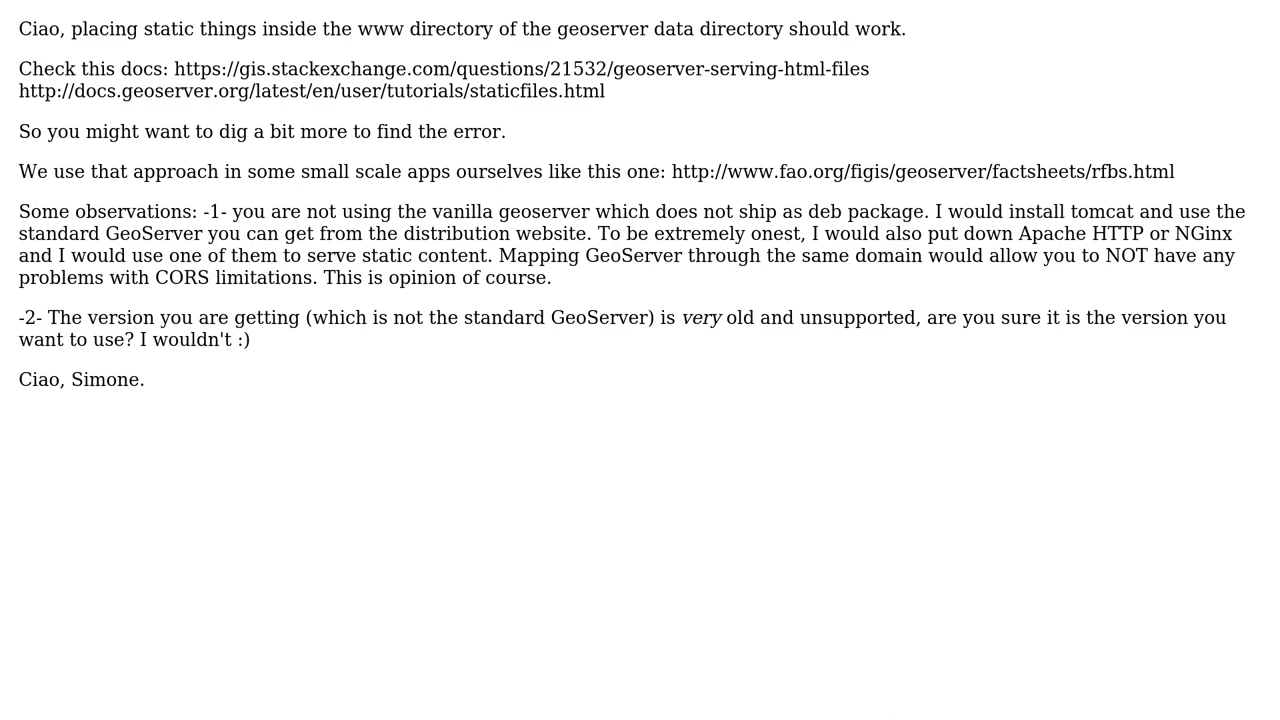 Ciao, placing static things inside the www directory of the geoserver data directory should work.
Check this docs: https://gis.stackexchange.com/questions/21532/geoserver-serving-html-files
http://docs.geoserver.org/latest/en/user/tutorials/staticfiles.html
So you might want to dig a bit more to find the error.
We use that approach in some small scale apps ourselves like this one: http://www.fao.org/figis/geoserver/factsheets/rfbs.html
Some observations: -1- you are not using the vanilla geoserver which does not ship as deb package. I would install tomcat and use the
standard GeoServer you can get from the distribution website. To be extremely onest, I would also put down Apache HTTP or NGinx
and I would use one of them to serve static content. Mapping GeoServer through the same domain would allow you to NOT have any
problems with CORS limitations. This is opinion of course.
-2- The version you are getting (which is not the standard GeoServer) is very old and unsupported, are you sure it is the version you
want to use? I wouldn't :)
Ciao, Simone.